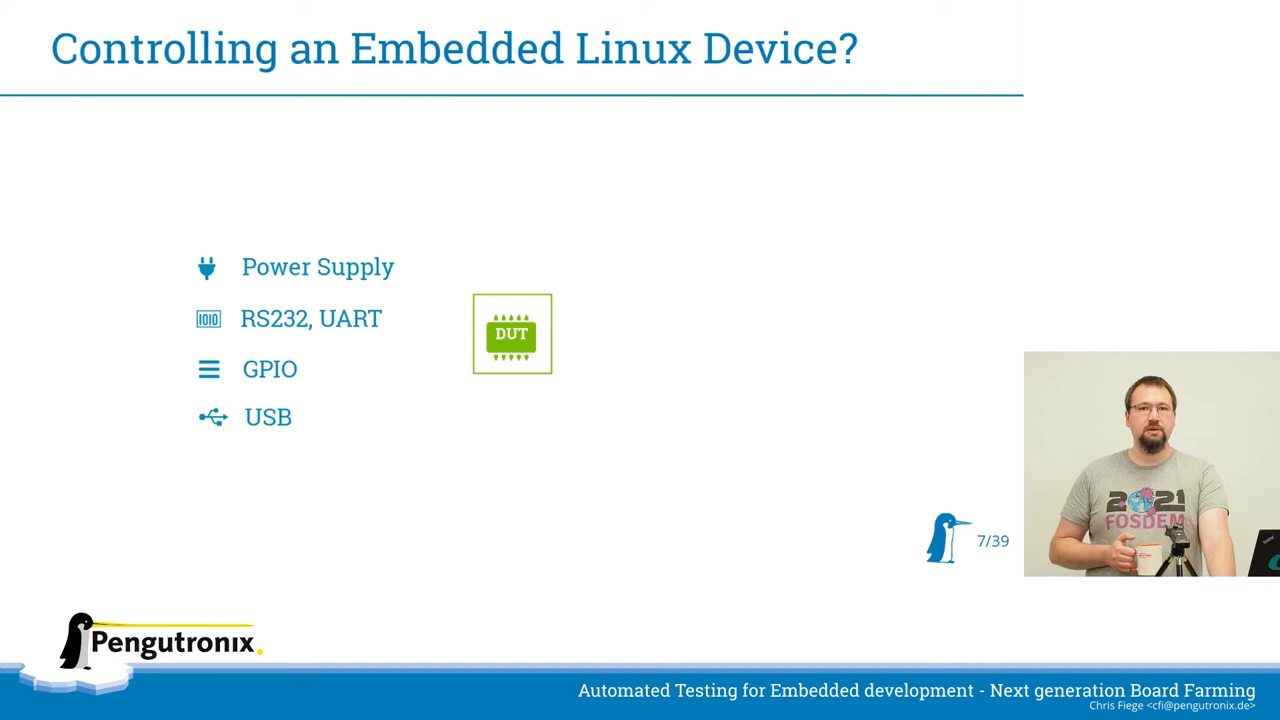 Controlling an Embedded Linux Device?
Power Supply
IOIO
RS232, UART
DUT
GPIO
USB
2021
FOSDEM
7/39
Pengutronix
Automated Testing for Embedded development - Next generation Board Farming
Chris Fiege <cfi@pengutronix.de>